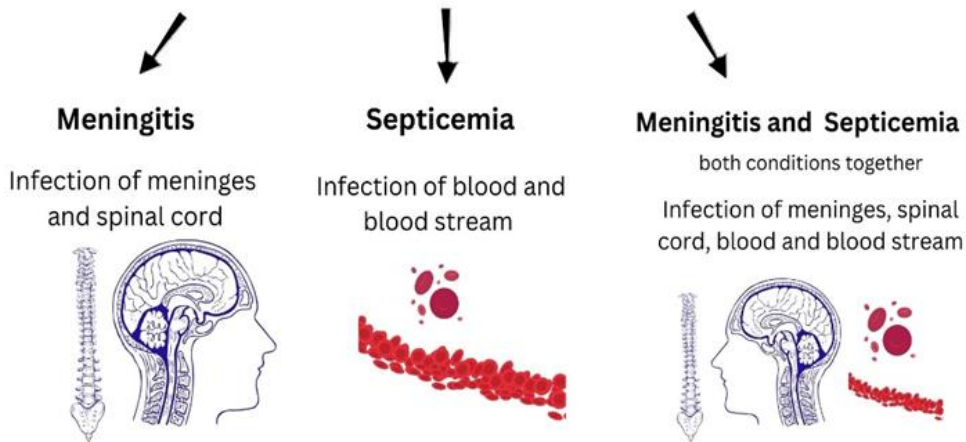 Meningitis
Infection of meninges
and spinal cord
Septicemia
Infection of blood and
blood stream
Meningitis and Septicemia
both conditions together
Infection of meninges, spinal
cord, blood and blood stream